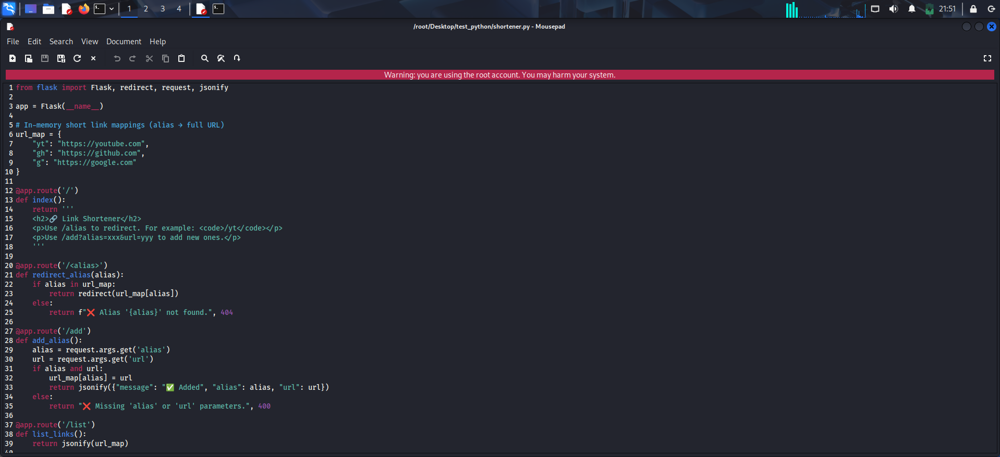 1 2 3 4 21:51
/root/Desktop/test_python/shortener.py - Mousepad
File Edit Search View Document Help
Warning: you are using the root account. You may harm your system.
1 from flask import Flask, redirect, request, jsonify
2
3 app = Flask(__name__)
4
5 # In-memory short link mappings (alias → full URL)
6 url_map = {
7     "yt": "https://youtube.com",
8     "gh": "https://github.com",
9     "g": "https://google.com"
10 }
11
12 @app.route('/')
13 def index():
14     return '''
15     <h2>🔗 Link Shortener</h2>
16     <p>Use /alias to redirect. For example: <code>/yt</code></p>
17     <p>Use /add?alias=xxx&url=yyy to add new ones.</p>
18     '''
19
20 @app.route('/<alias>')
21 def redirect_alias(alias):
22     if alias in url_map:
23         return redirect(url_map[alias])
24     else:
25         return f"❌ Alias '{alias}' not found.", 404
26
27 @app.route('/add')
28 def add_alias():
29     alias = request.args.get('alias')
30     url = request.args.get('url')
31     if alias and url:
32         url_map[alias] = url
33         return jsonify({"message": "✅ Added", "alias": alias, "url": url})
34     else:
35         return "❌ Missing 'alias' or 'url' parameters.", 400
36
37 @app.route('/list')
38 def list_links():
39     return jsonify(url_map)
40